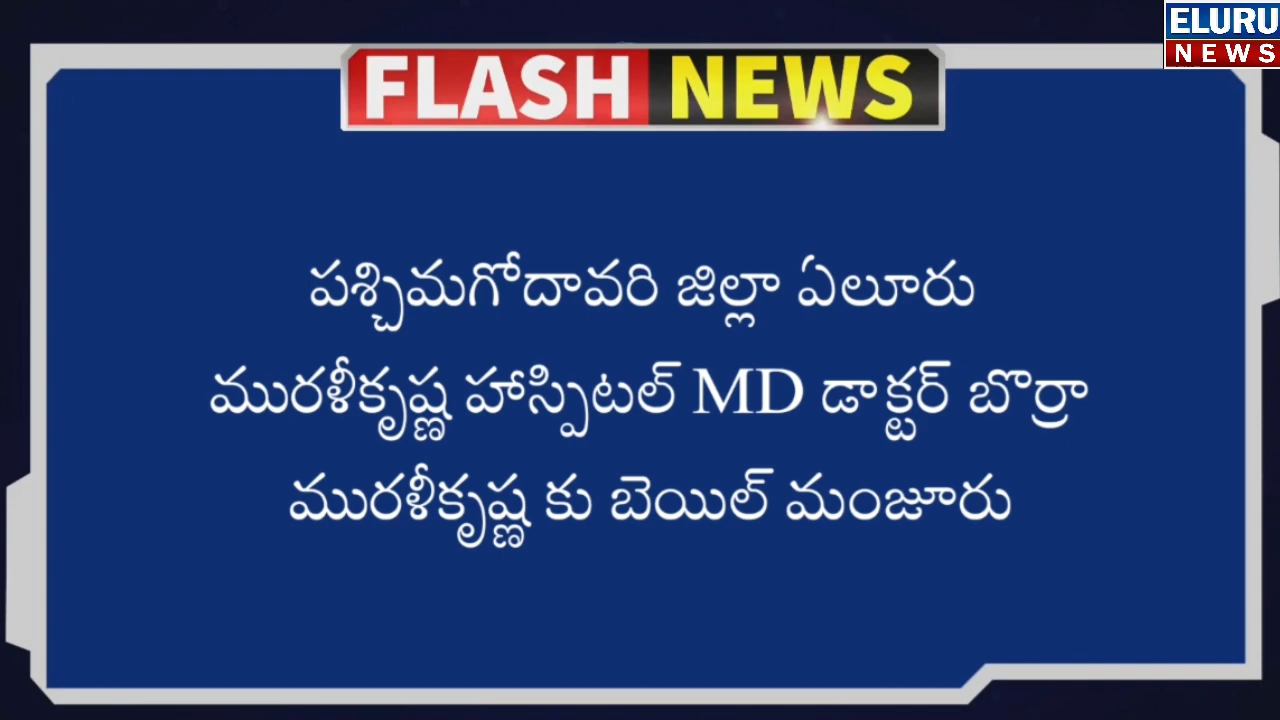 ELURU
NEWS
FLASH NEWS
పశ్చిమగోదావరి జిల్లా ఏలూరు
మురళీకృష్ణ హాస్పిటల్ MD డాక్టర్ బొర్రా
మురళీకృష్ణ కు బెయిల్ మంజూరు